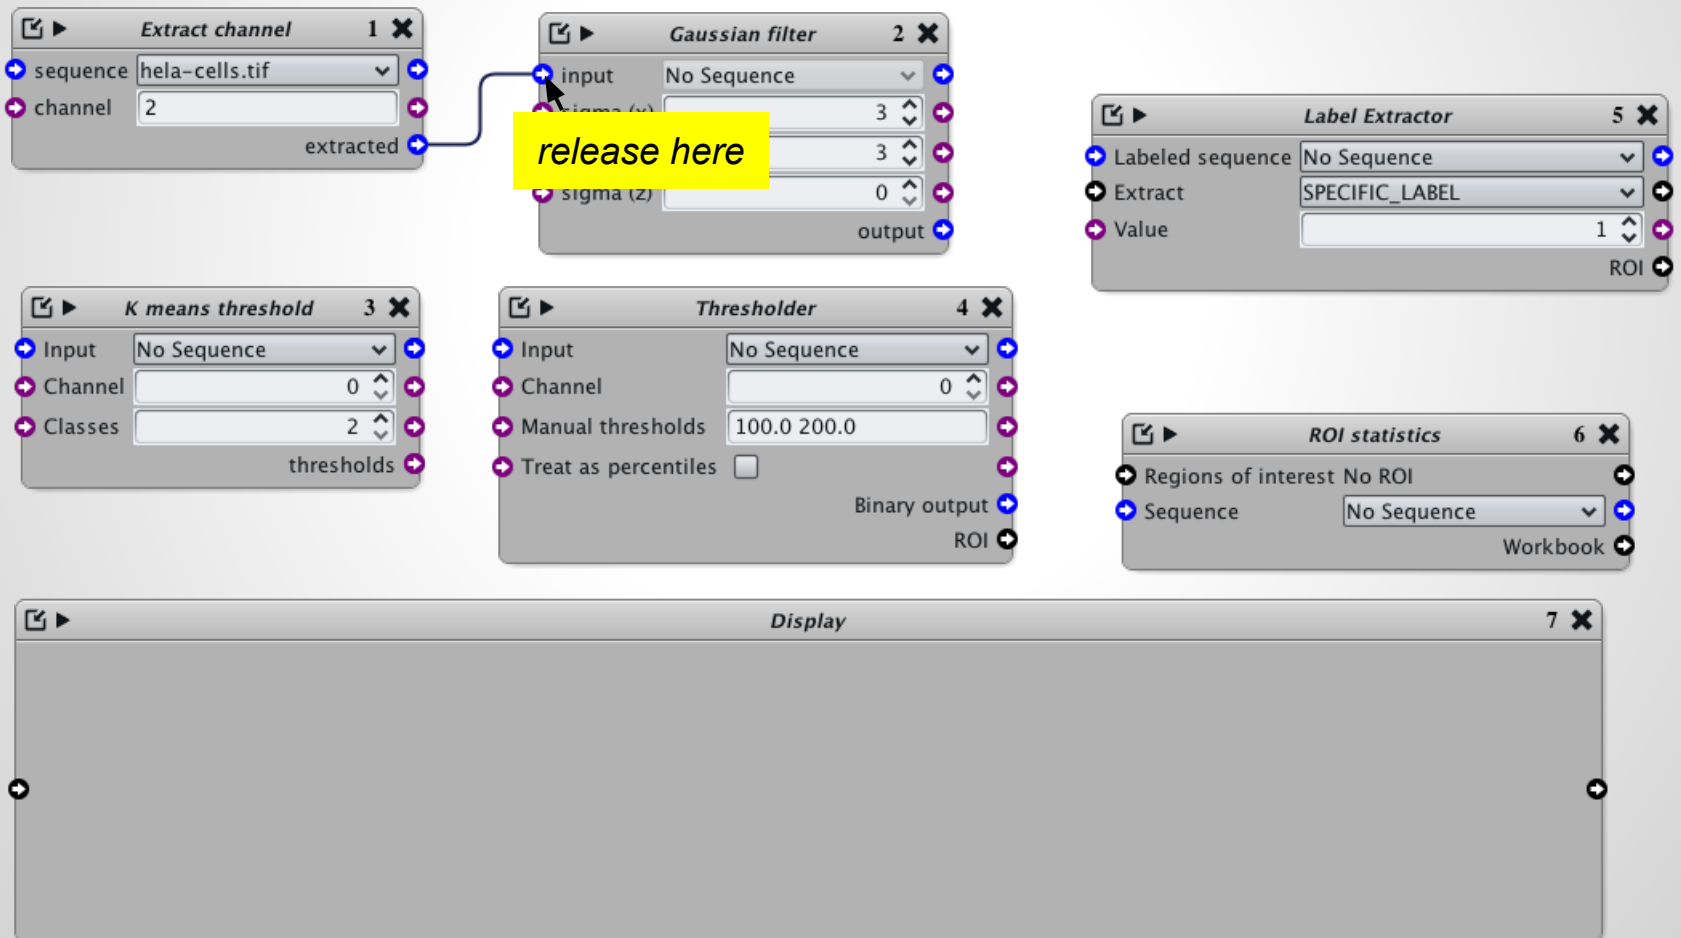 Extract channel 1
sequence hela-cells.tif
channel 2
extracted
Gaussian filter 2
input No Sequence
sigma (x) 3
release here
3
sigma (z) 0
output
Label Extractor 5
Labeled sequence No Sequence
Extract SPECIFIC_LABEL
Value 1
ROI
K means threshold 3
Input No Sequence
Channel 0
Classes 2
thresholds
Thresholder 4
Input No Sequence
Channel 0
Manual thresholds 100.0 200.0
Treat as percentiles
Binary output
ROI
ROI statistics 6
Regions of interest No ROI
Sequence No Sequence
Workbook
Display 7